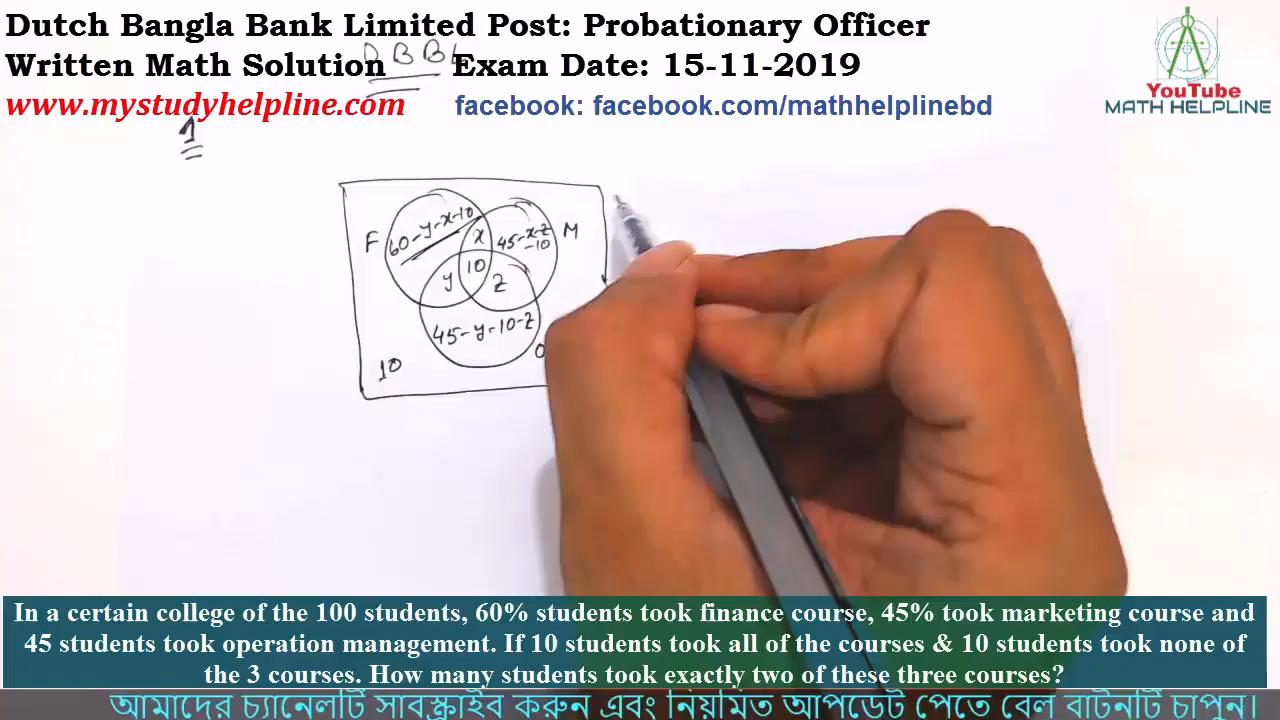 Dutch Bangla Bank Limited Post: Probationary Officer
DBBL
Written Math Solution Exam Date: 15-11-2019
www.mystudyhelpline.com facebook: facebook.com/mathhelplinebd
YouTube
MATH HELPLINE
1
60-y-x-10
F x 45-x-z-10 M
10
y z
45-y-10-z
10 0
In a certain college of the 100 students, 60% students took finance course, 45% took marketing course and
45 students took operation management. If 10 students took all of the courses & 10 students took none of
the 3 courses. How many students took exactly two of these three courses?
আমাদের চ্যানেলটি সাবস্ক্রাইব করুন এবং নিয়মিত আপডেট পেতে বেল বাটনটি চাপুন।